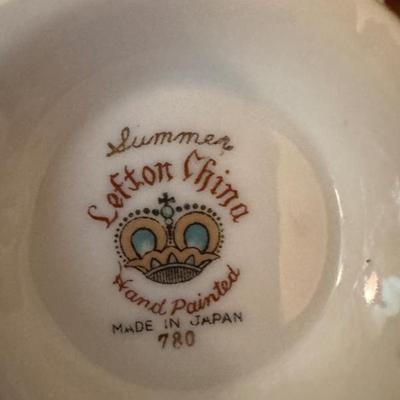 Summer
Lefton China
Hand Painted
MADE IN JAPAN
780